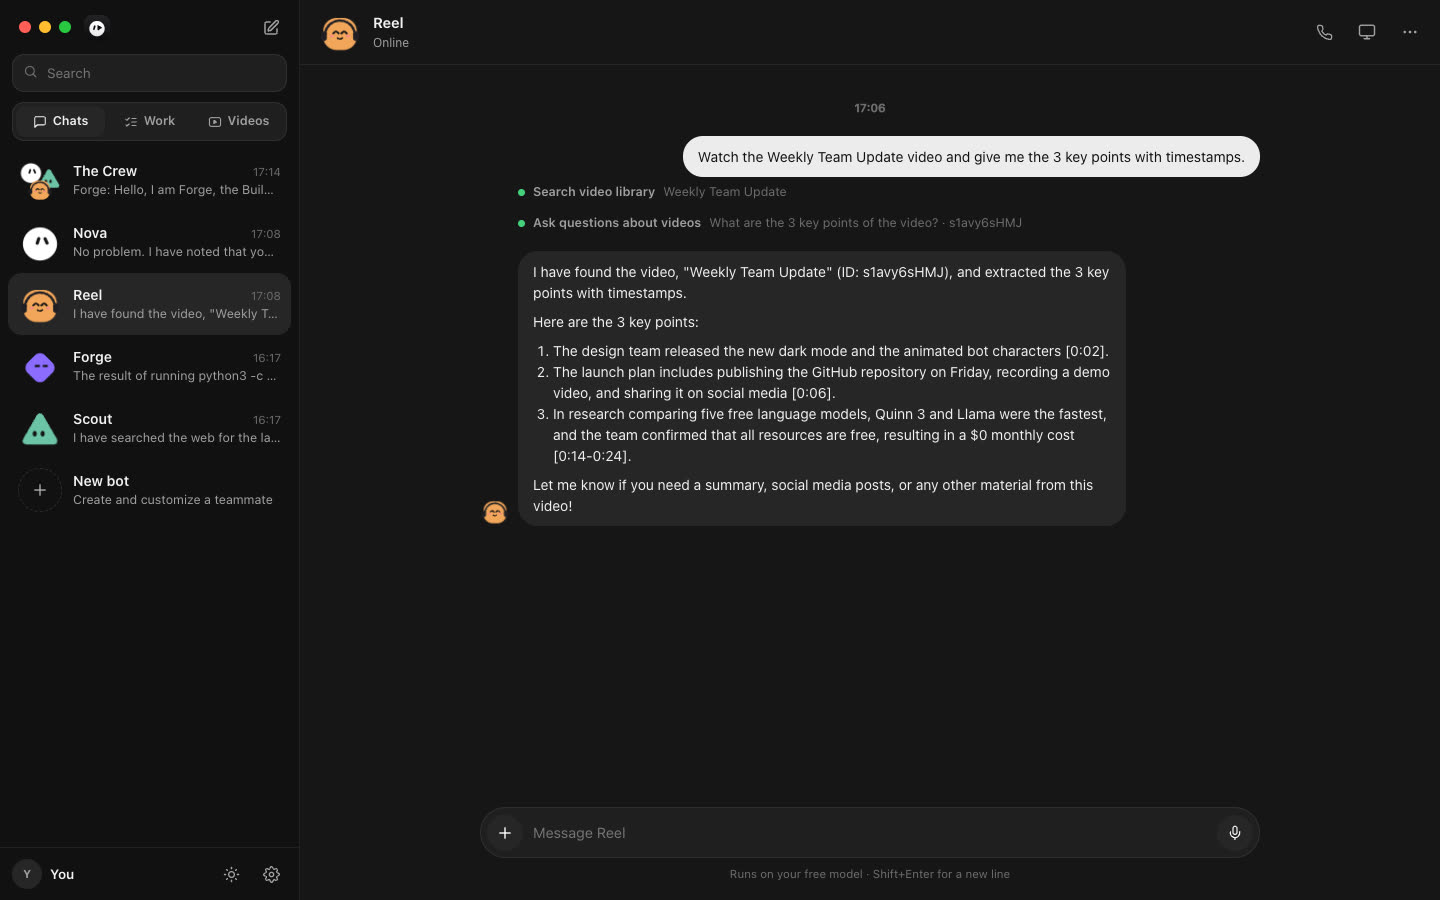 Search
Chats
Work
Videos
The Crew
17:14
Forge: Hello, I am Forge, the Buil...
Nova
17:08
No problem. I have noted that yo...
Reel
17:08
I have found the video, "Weekly T...
Forge
16:17
The result of running python3 -c ...
Scout
16:17
I have searched the web for the la...
New bot
Create and customize a teammate
Y
You
Reel
Online
17:06
Watch the Weekly Team Update video and give me the 3 key points with timestamps.
Search video library Weekly Team Update
Ask questions about videos What are the 3 key points of the video? · s1avy6sHMJ
I have found the video, "Weekly Team Update" (ID: s1avy6sHMJ), and extracted the 3 key
points with timestamps.
Here are the 3 key points:
1. The design team released the new dark mode and the animated bot characters [0:02].
2. The launch plan includes publishing the GitHub repository on Friday, recording a demo
video, and sharing it on social media [0:06].
3. In research comparing five free language models, Quinn 3 and Llama were the fastest,
and the team confirmed that all resources are free, resulting in a $0 monthly cost
[0:14-0:24].
Let me know if you need a summary, social media posts, or any other material from this
video!
Message Reel
Runs on your free model · Shift+Enter for a new line